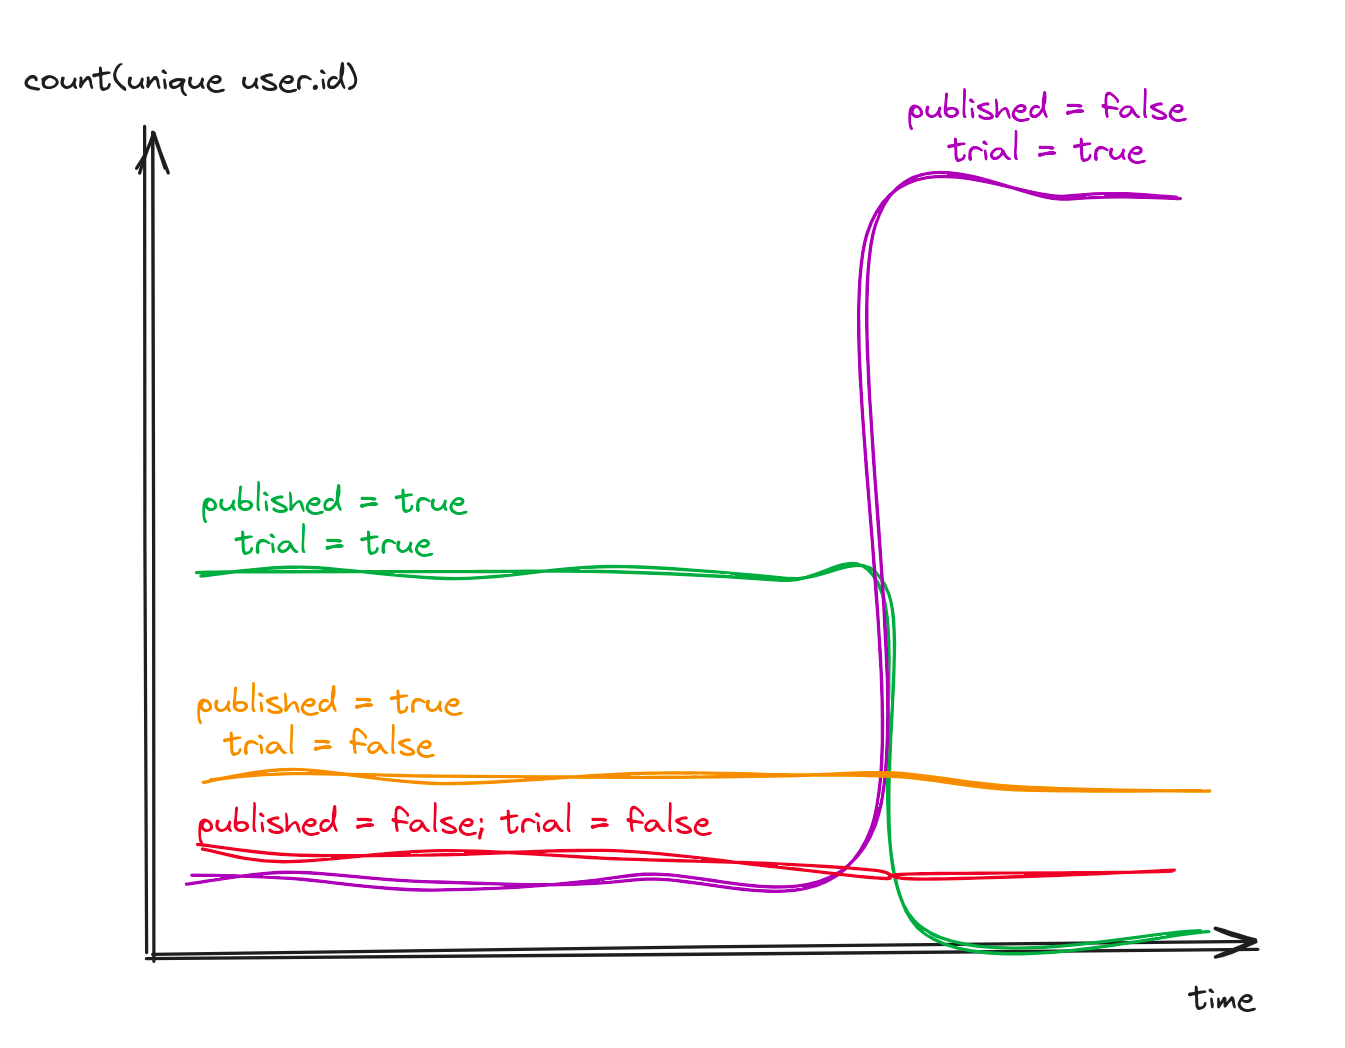 count(unique user.id)
published = false
trial = true
published = true
trial = true
published = true
trial = false
published = false; trial = false
time